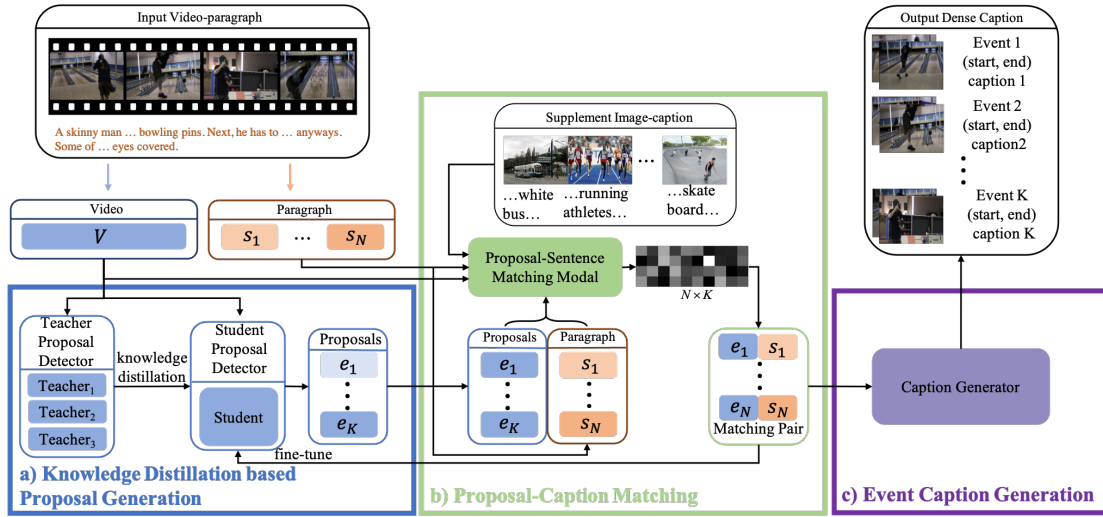 Input Video-paragraph
A skinny man … bowling pins. Next, he has to … anyways.
Some of … eyes covered.
Video
V
Paragraph
s1 … sN
Teacher
Proposal
Detector
Teacher1
Teacher2
Teacher3
knowledge
distillation
Student
Proposal
Detector
Student
Proposals
e1
eK
fine-tune
a) Knowledge Distillation based
Proposal Generation
Supplement Image-caption
…white
bus…
…running
athletes…
…skate
board…
Proposal-Sentence
Matching Modal
N × K
Proposals
e1
eK
Paragraph
s1
sN
e1 s1
eN sN
Matching Pair
b) Proposal-Caption Matching
Output Dense Caption
Event 1
(start, end)
caption 1
Event 2
(start, end)
caption2
Event K
(start, end)
caption K
Caption Generator
c) Event Caption Generation